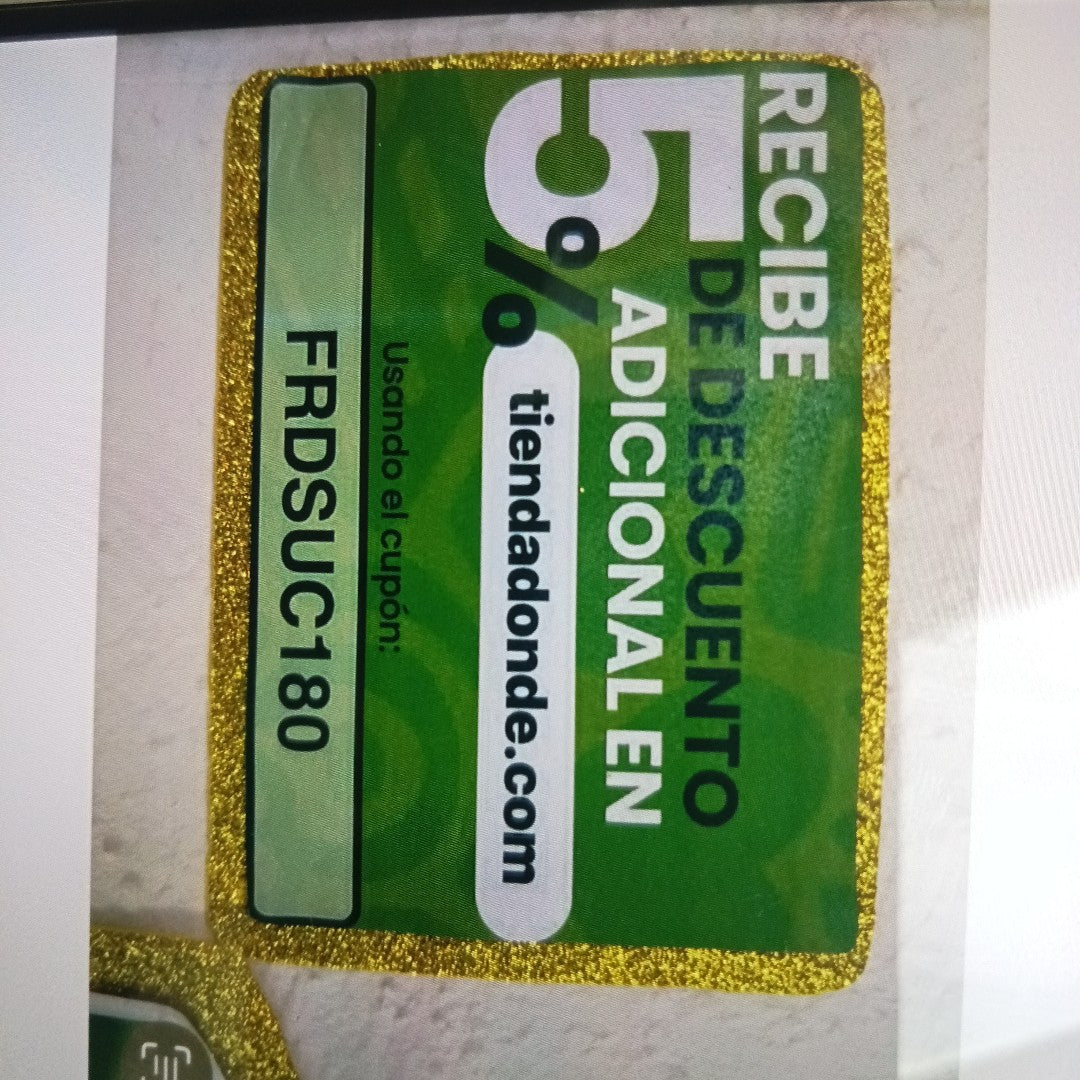 RECIBE
5% DE DESCUENTO
ADICIONAL EN
tiendadonde.com
Usando el cupón:
FRDSUC180